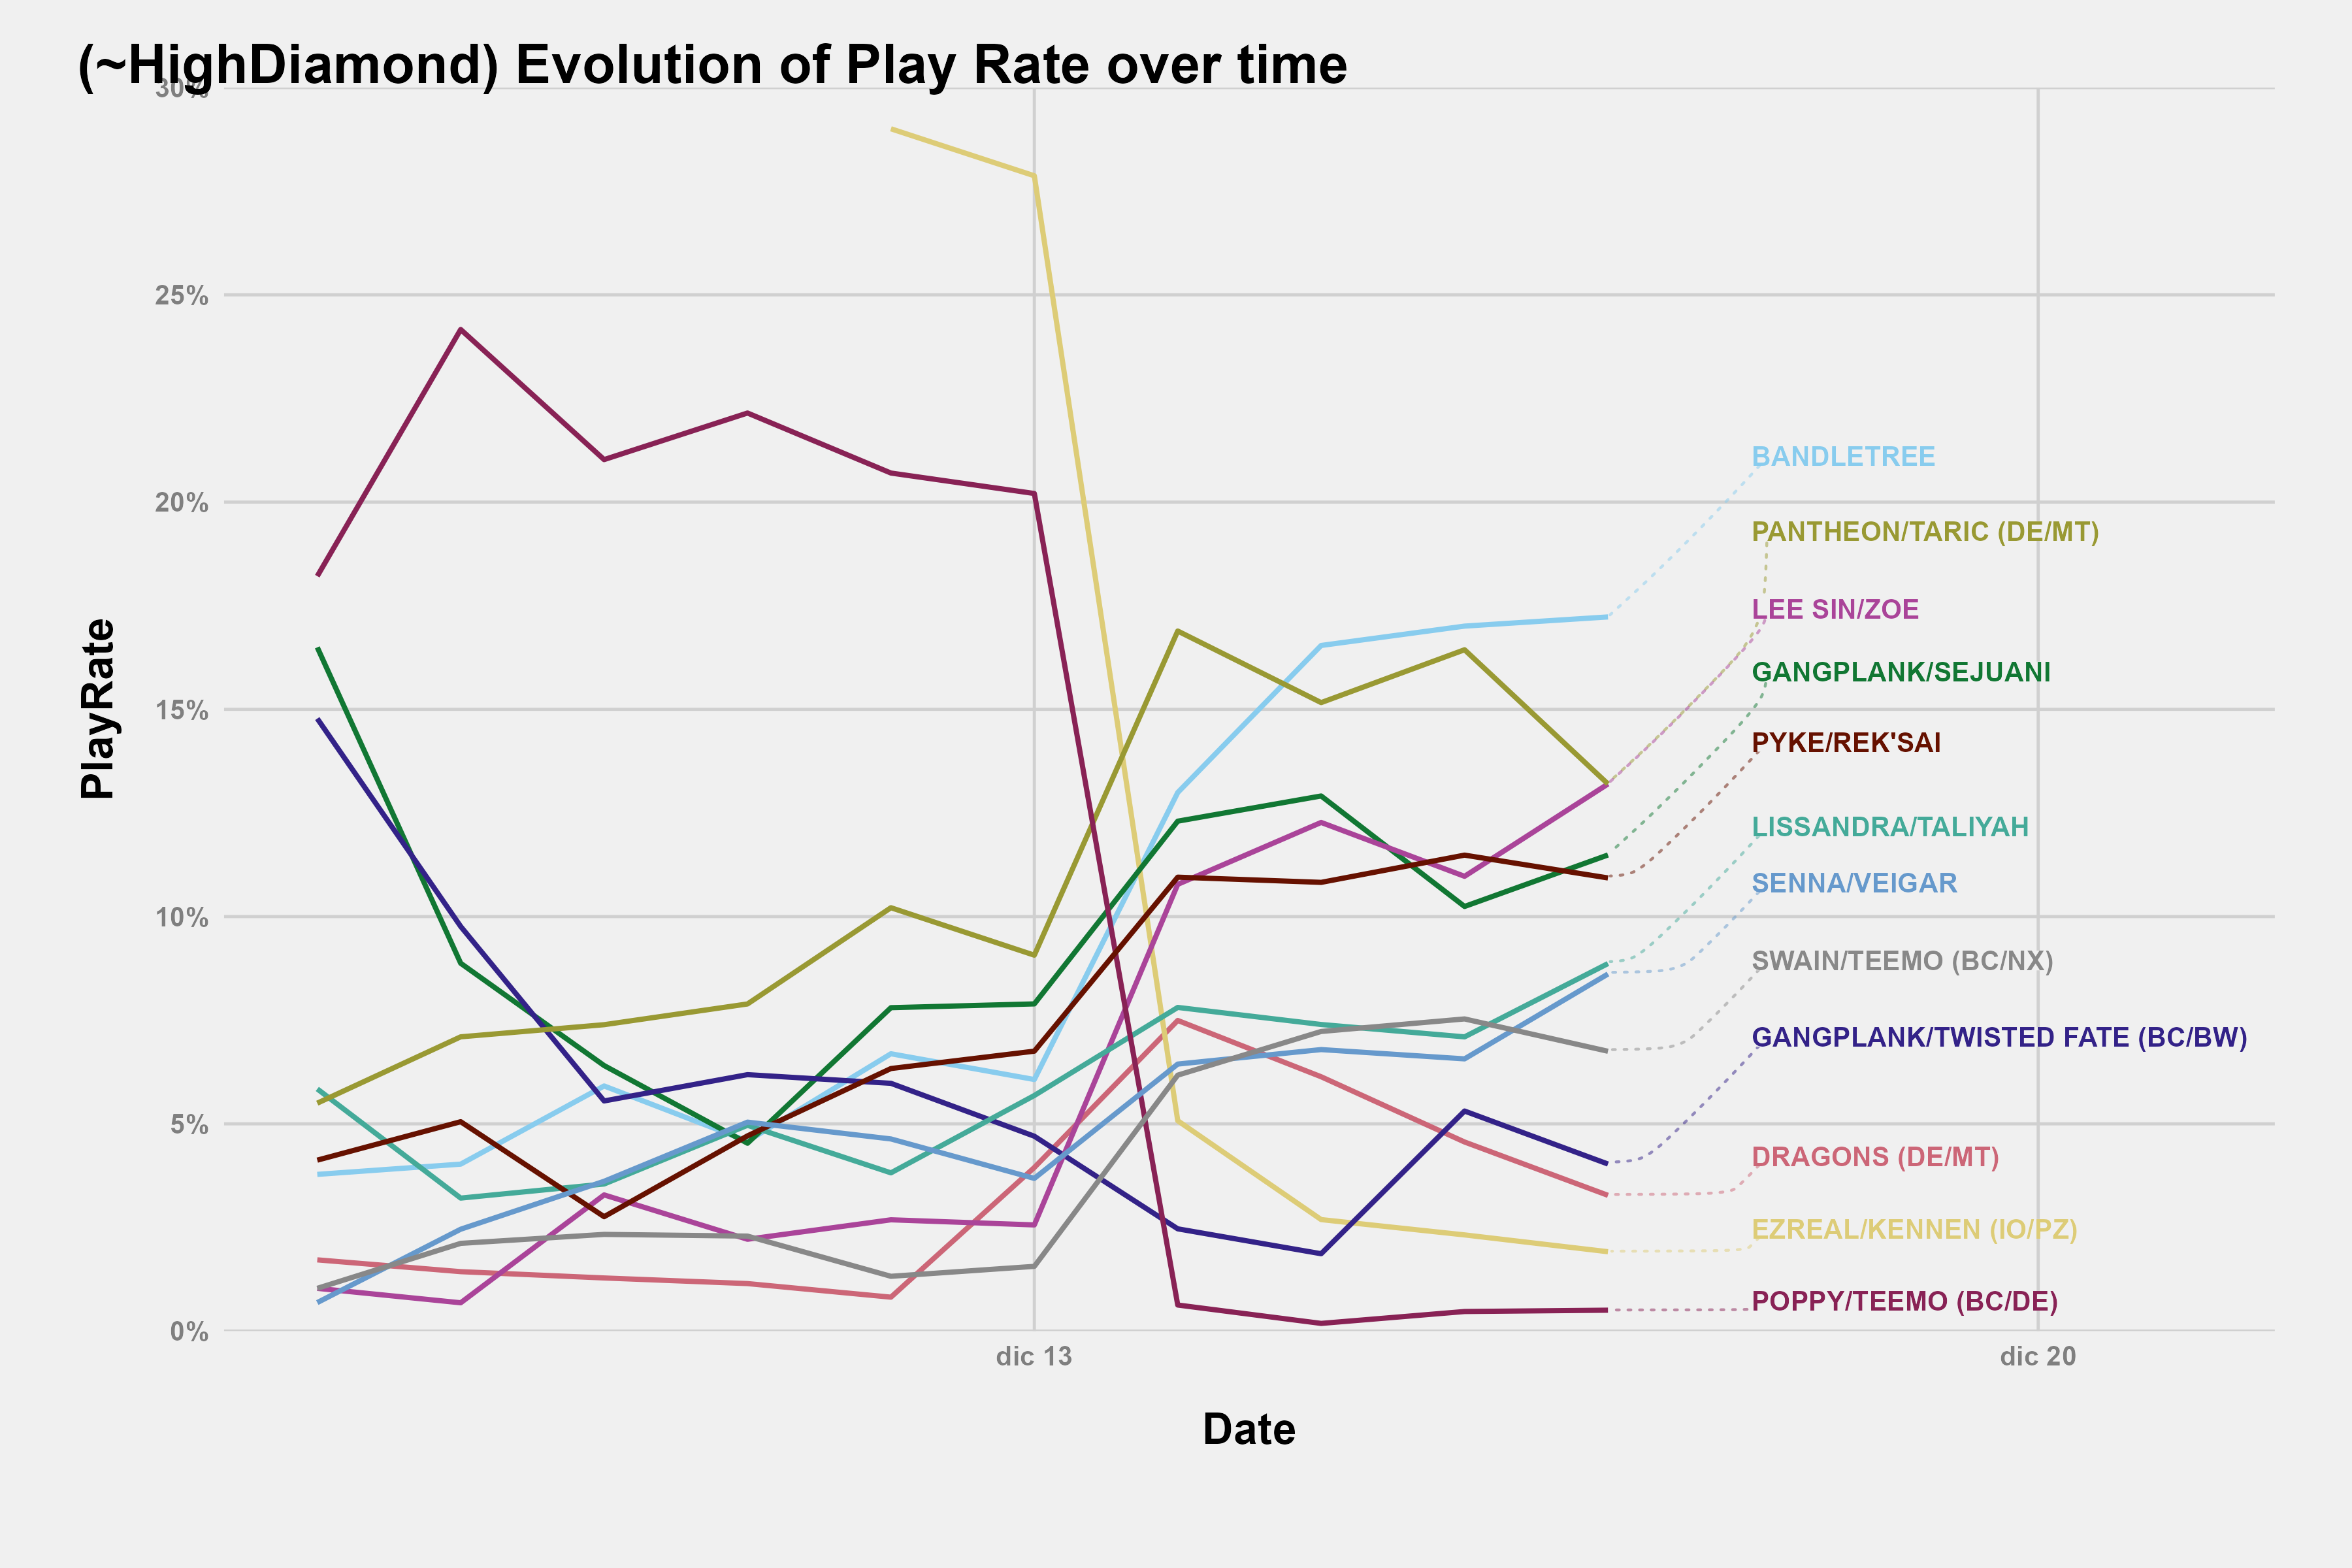 (~HighDiamond) Evolution of Play Rate over time
30%
25%
20%
15%
10%
5%
0%
PlayRate
BANDLETREE
PANTHEON/TARIC (DE/MT)
LEE SIN/ZOE
GANGPLANK/SEJUANI
PYKE/REK'SAI
LISSANDRA/TALIYAH
SENNA/VEIGAR
SWAIN/TEEMO (BC/NX)
GANGPLANK/TWISTED FATE (BC/BW)
DRAGONS (DE/MT)
EZREAL/KENNEN (IO/PZ)
POPPY/TEEMO (BC/DE)
dic 13
dic 20
Date